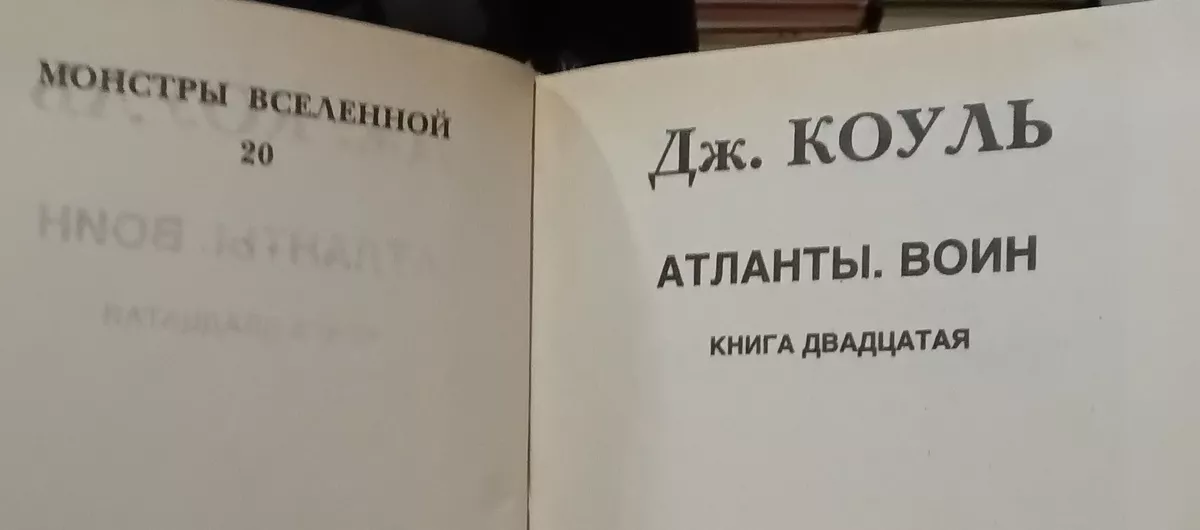 МОНСТРЫ ВСЕЛЕННОЙ
20
Дж. КОУЛЬ
АТЛАНТЫ. ВОИН
КНИГА ДВАДЦАТАЯ